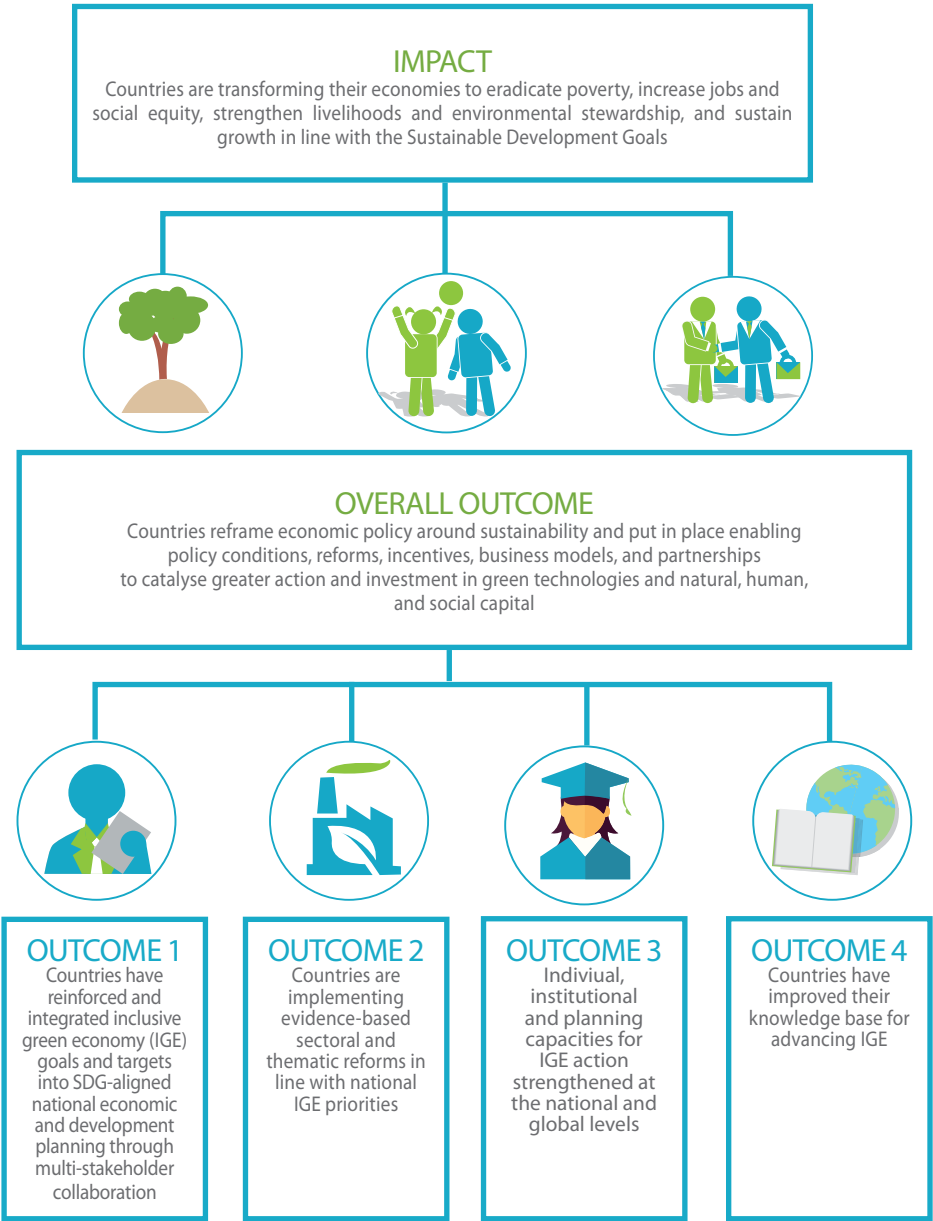 IMPACT
Countries are transforming their economies to eradicate poverty, increase jobs and
social equity, strengthen livelihoods and environmental stewardship, and sustain
growth in line with the Sustainable Development Goals
OVERALL OUTCOME
Countries reframe economic policy around sustainability and put in place enabling
policy conditions, reforms, incentives, business models, and partnerships
to catalyse greater action and investment in green technologies and natural, human,
and social capital
OUTCOME 1
Countries have
reinforced and
integrated inclusive
green economy (IGE)
goals and targets
into SDG-aligned
national economic
and development
planning through
multi-stakeholder
collaboration
OUTCOME 2
Countries are
implementing
evidence-based
sectoral and
thematic reforms in
line with national
IGE priorities
OUTCOME 3
Indiviual,
institutional
and planning
capacities for
IGE action
strengthened at
the national and
global levels
OUTCOME 4
Countries have
improved their
knowledge base for
advancing IGE